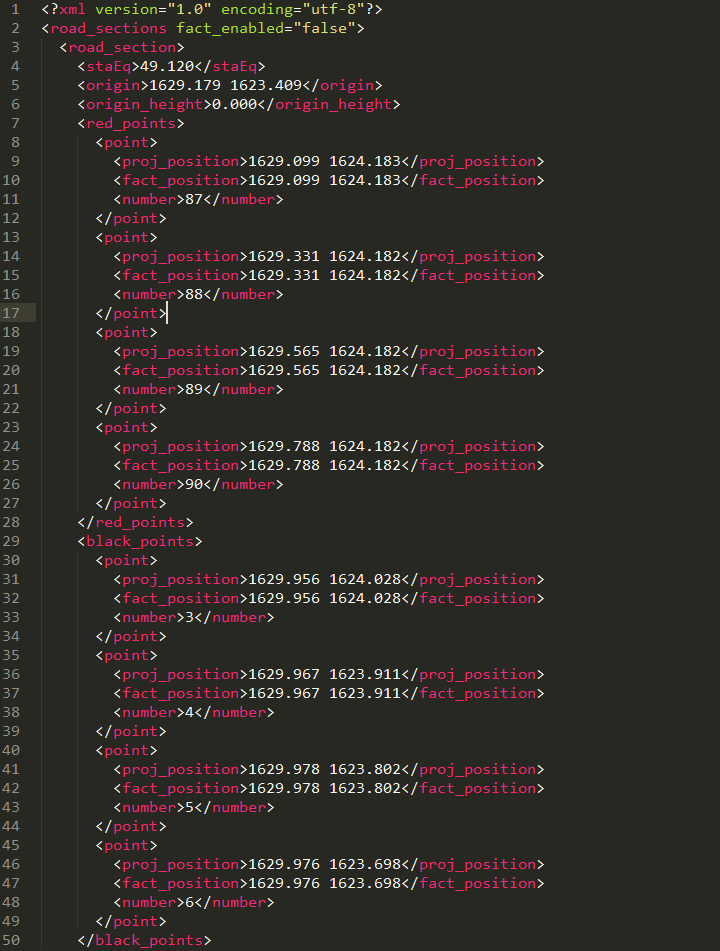 1 <?xml version="1.0" encoding="utf-8"?>
2 <road_sections fact_enabled="false">
3 <road_section>
4 <staEq>49.120</staEq>
5 <origin>1629.179 1623.409</origin>
6 <origin_height>0.000</origin_height>
7 <red_points>
8 <point>
9 <proj_position>1629.099 1624.183</proj_position>
10 <fact_position>1629.099 1624.183</fact_position>
11 <number>87</number>
12 </point>
13 <point>
14 <proj_position>1629.331 1624.182</proj_position>
15 <fact_position>1629.331 1624.182</fact_position>
16 <number>88</number>
17 </point>
18 <point>
19 <proj_position>1629.565 1624.182</proj_position>
20 <fact_position>1629.565 1624.182</fact_position>
21 <number>89</number>
22 </point>
23 <point>
24 <proj_position>1629.788 1624.182</proj_position>
25 <fact_position>1629.788 1624.182</fact_position>
26 <number>90</number>
27 </point>
28 </red_points>
29 <black_points>
30 <point>
31 <proj_position>1629.956 1624.028</proj_position>
32 <fact_position>1629.956 1624.028</fact_position>
33 <number>3</number>
34 </point>
35 <point>
36 <proj_position>1629.967 1623.911</proj_position>
37 <fact_position>1629.967 1623.911</fact_position>
38 <number>4</number>
39 </point>
40 <point>
41 <proj_position>1629.978 1623.802</proj_position>
42 <fact_position>1629.978 1623.802</fact_position>
43 <number>5</number>
44 </point>
45 <point>
46 <proj_position>1629.976 1623.698</proj_position>
47 <fact_position>1629.976 1623.698</fact_position>
48 <number>6</number>
49 </point>
50 </black_points>